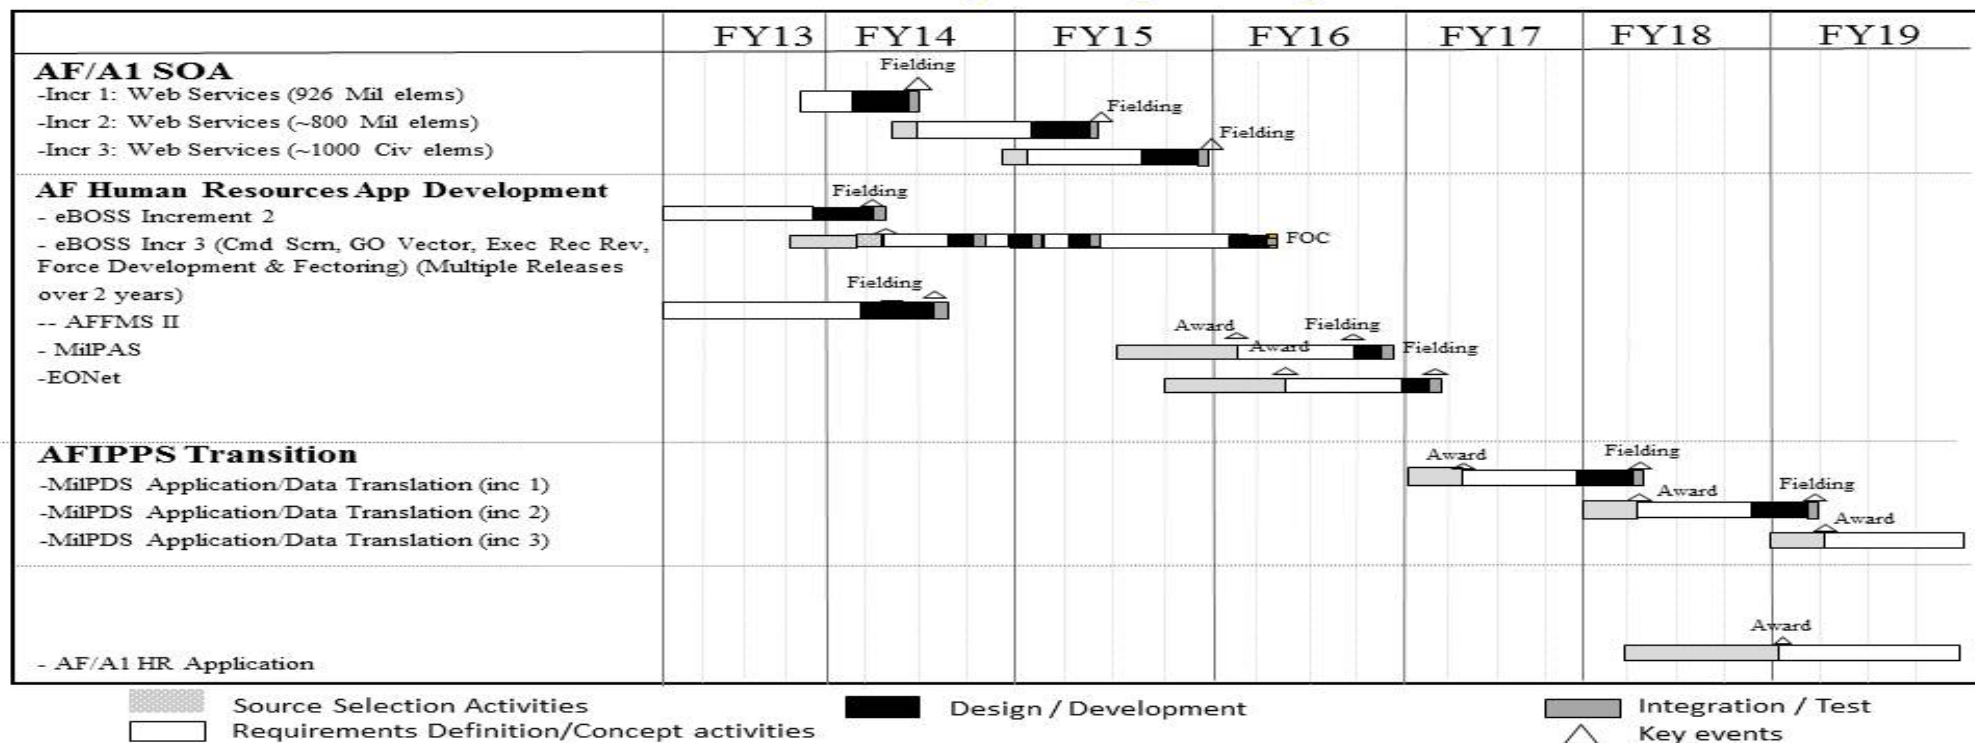 FY13 FY14 FY15 FY16 FY17 FY18 FY19
AF/A1 SOA
Fielding
-Incr 1: Web Services (926 Mil elems)
Fielding
-Incr 2: Web Services (~800 Mil elems)
Fielding
-Incr 3: Web Services (~1000 Civ elems)
AF Human Resources App Development
Fielding
- eBOSS Increment 2
- eBOSS Incr 3 (Cmd Scrn, GO Vector, Exec Rec Rev,
FOC
Force Development & Fectoring) (Multiple Releases
over 2 years)
Fielding
-- AFFMS II
Award Fielding
- MilPAS
Award Fielding
-EONet
AFIPPS Transition
Award Fielding
-MilPDS Application/Data Translation (inc 1)
Award Fielding
-MilPDS Application/Data Translation (inc 2)
Award
-MilPDS Application/Data Translation (inc 3)
Award
- AF/A1 HR Application
Source Selection Activities Design / Development Integration / Test
Requirements Definition/Concept activities Key events